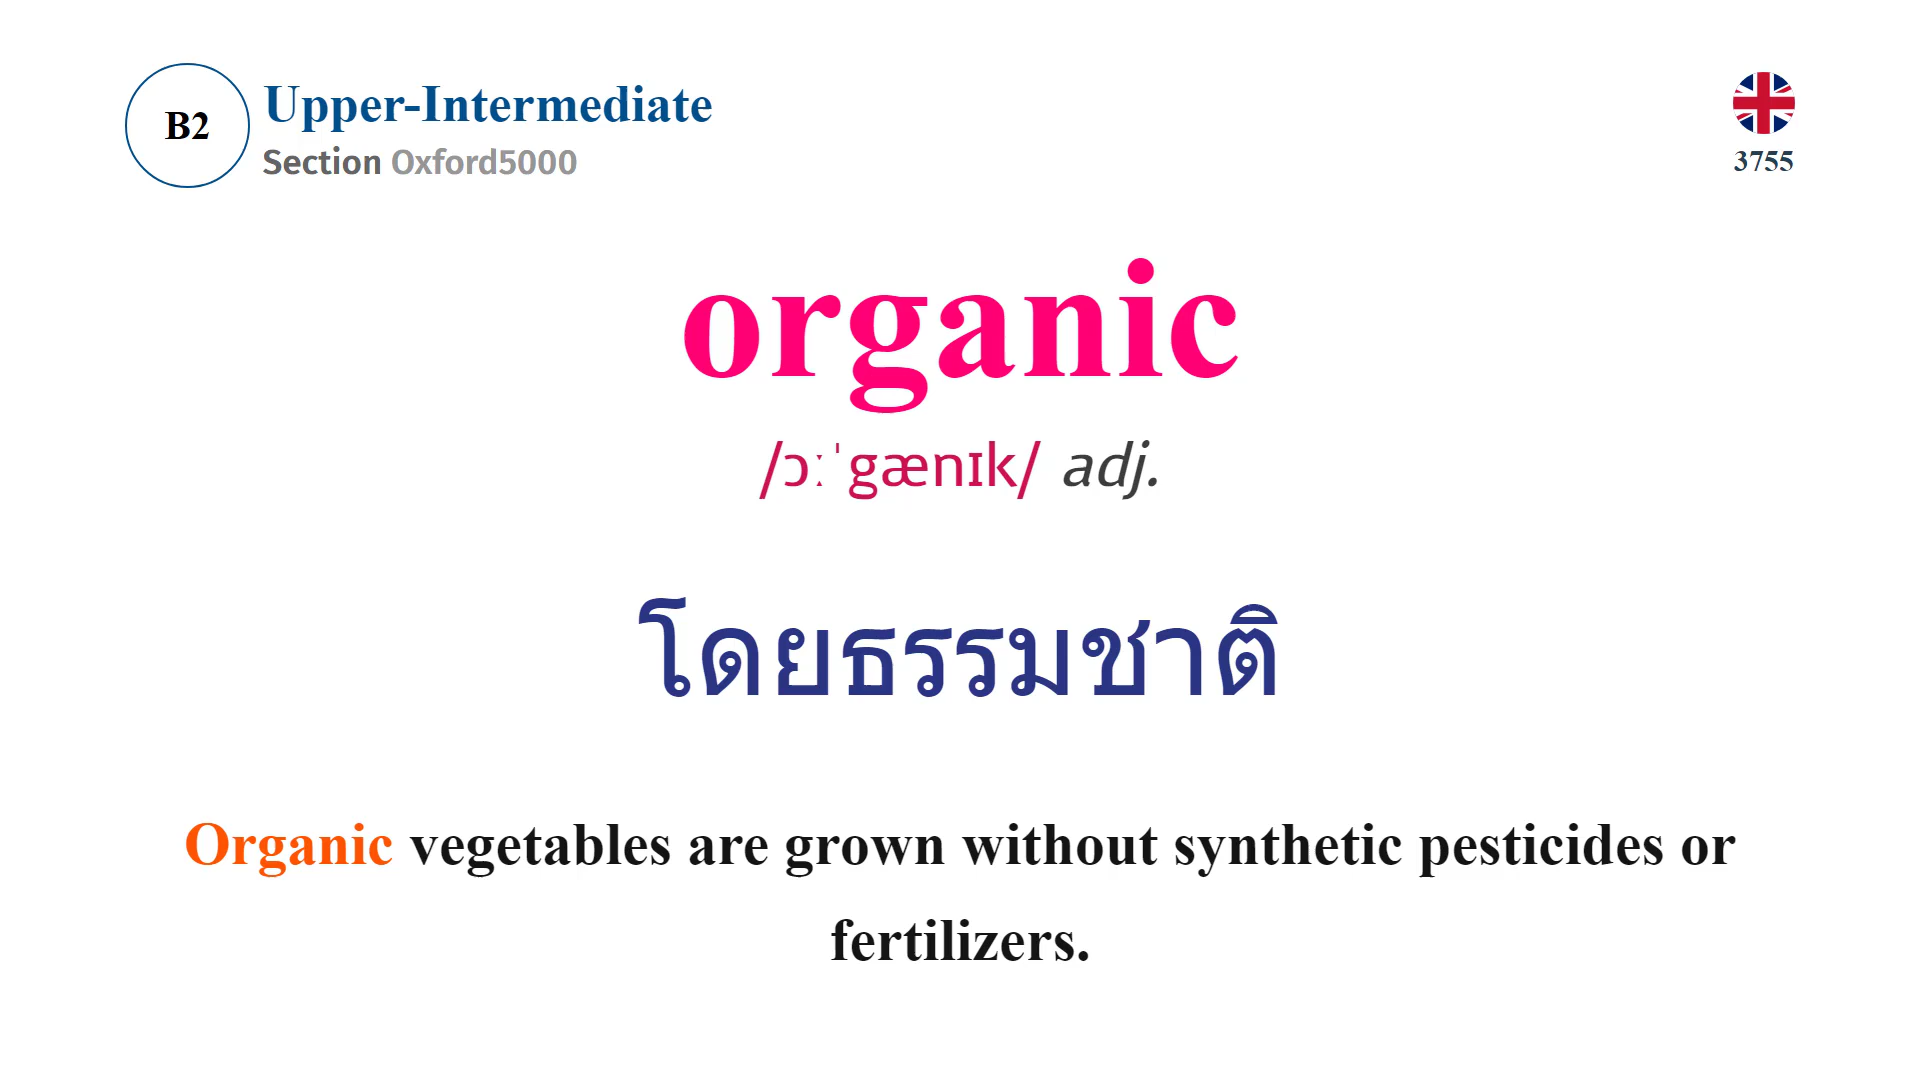 B2
Upper-Intermediate
Section Oxford5000
3755
organic
/ɔːˈɡænɪk/ adj.
โดยธรรมชาติ
Organic vegetables are grown without synthetic pesticides or
fertilizers.